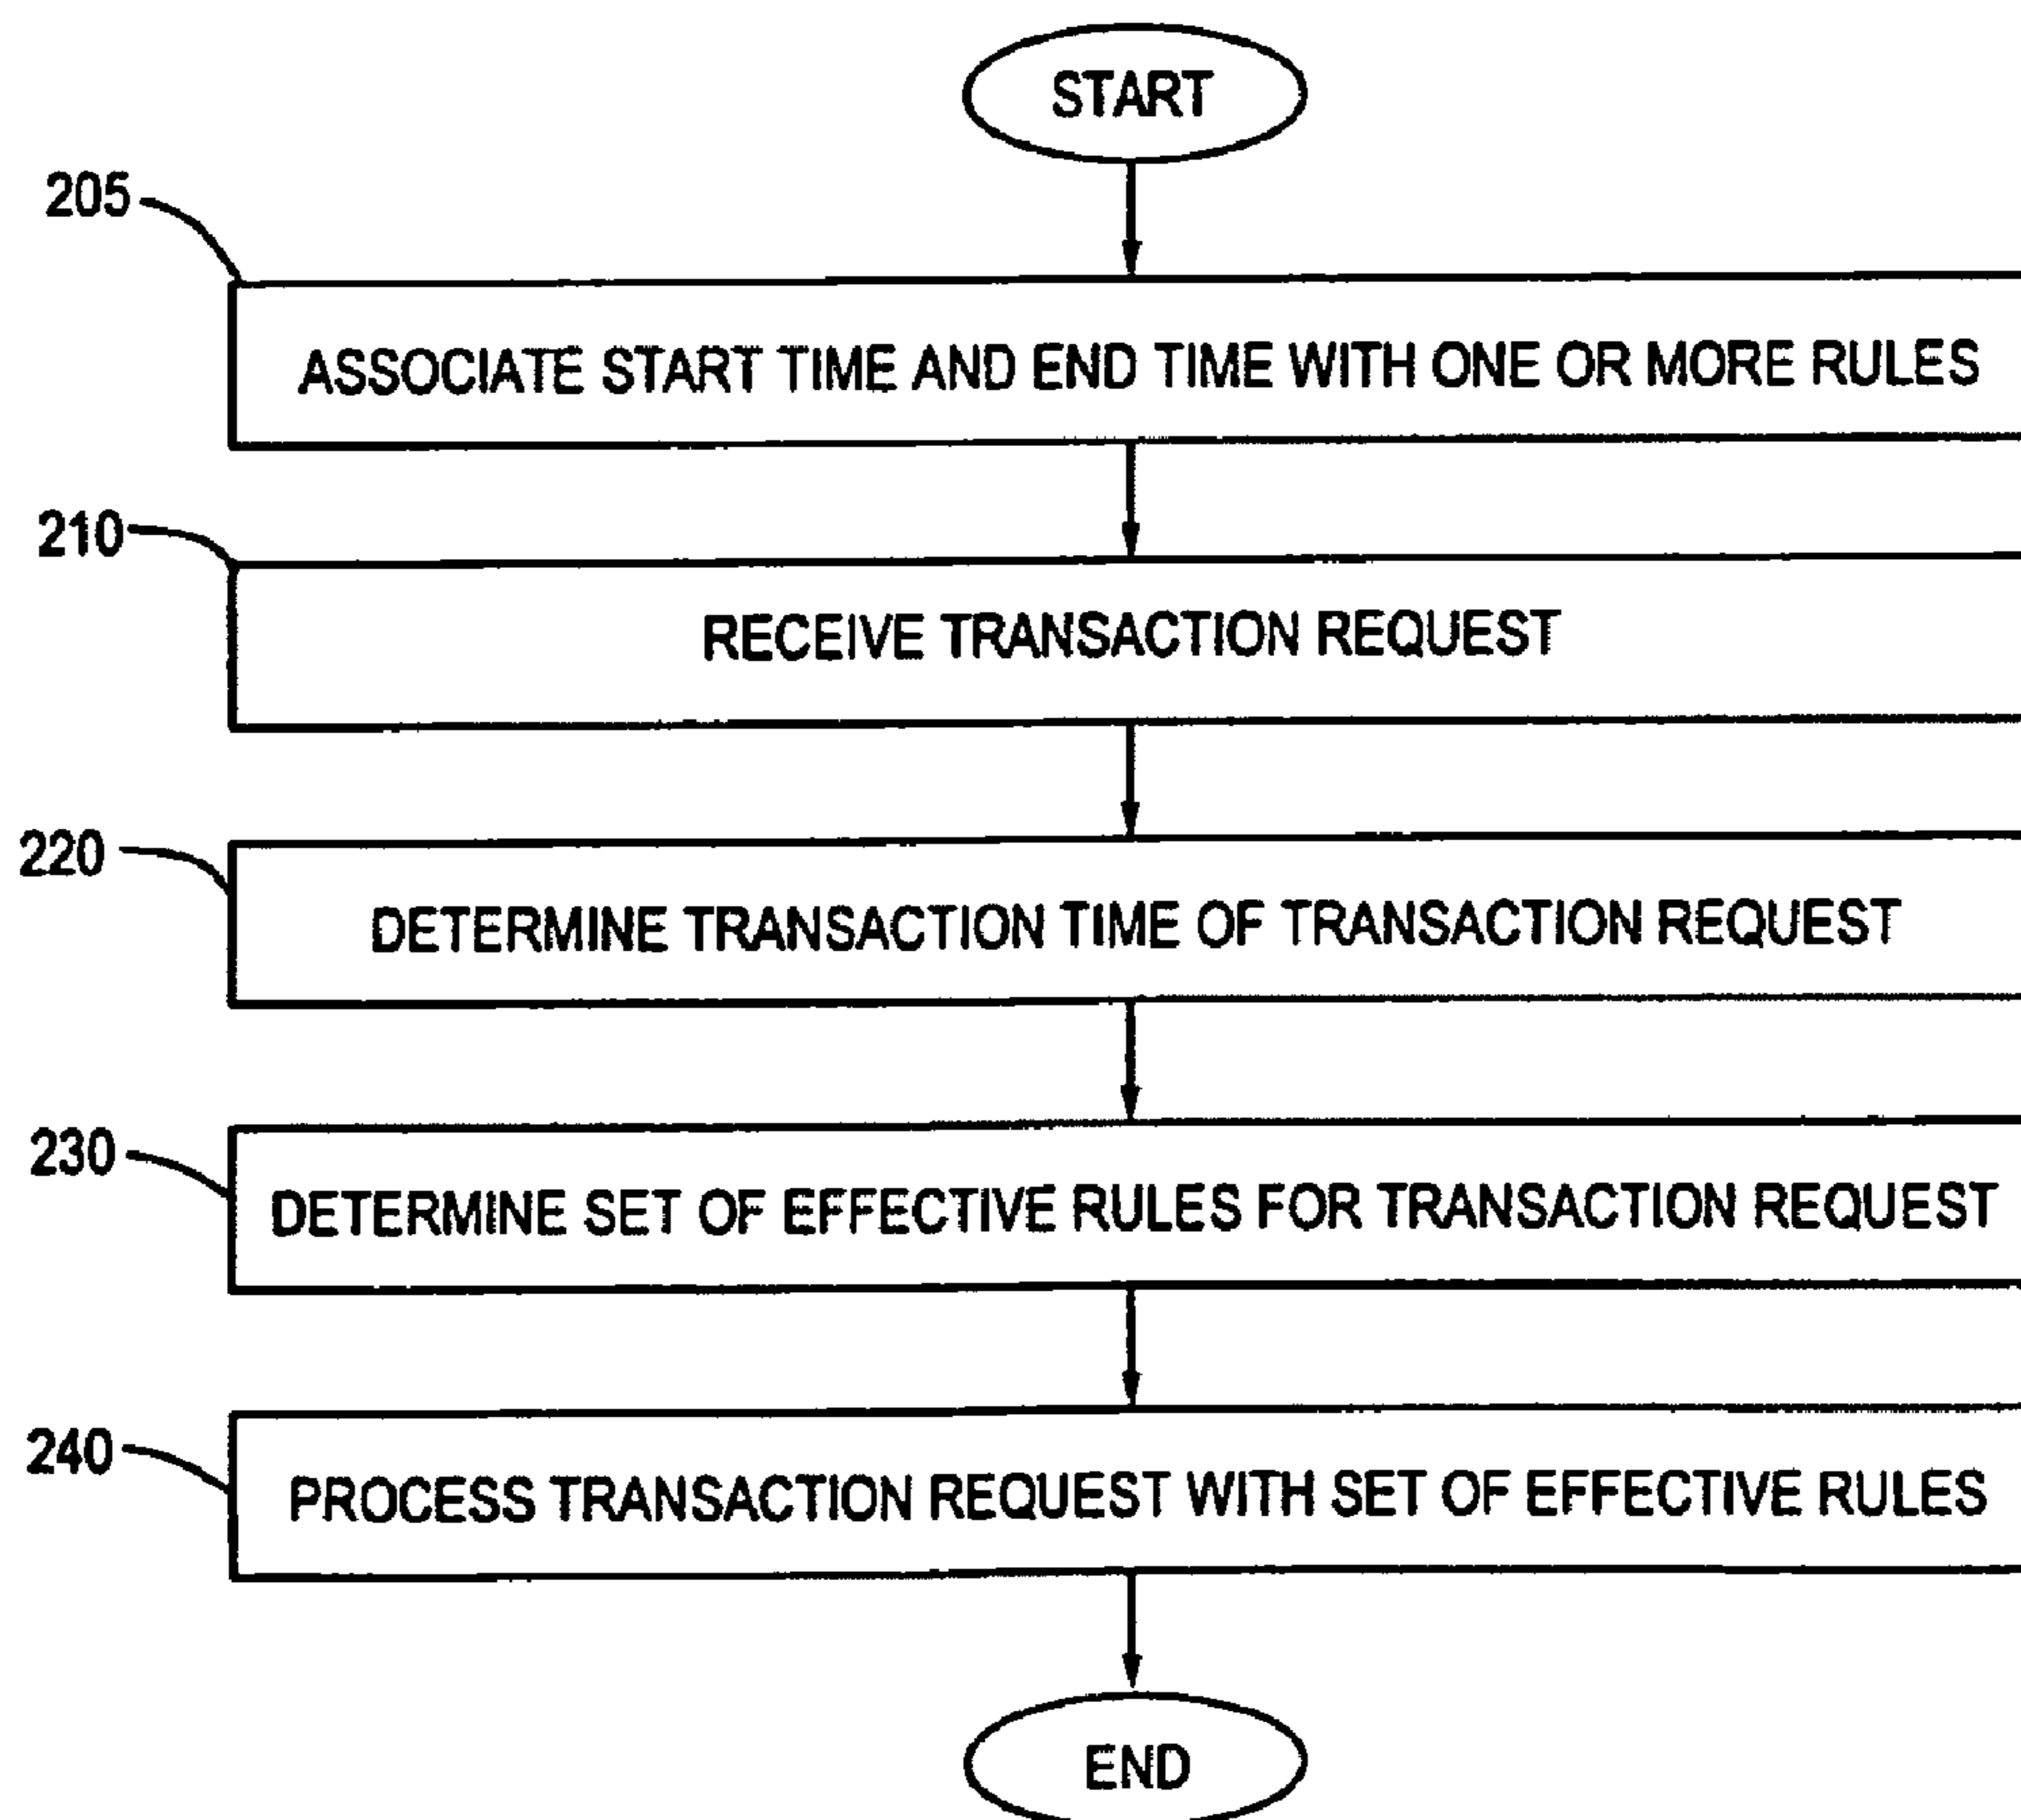 START
205
ASSOCIATE START TIME AND END TIME WITH ONE OR MORE RULES
210
RECEIVE TRANSACTION REQUEST
220
DETERMINE TRANSACTION TIME OF TRANSACTION REQUEST
230
DETERMINE SET OF EFFECTIVE RULES FOR TRANSACTION REQUEST
240
PROCESS TRANSACTION REQUEST WITH SET OF EFFECTIVE RULES
END